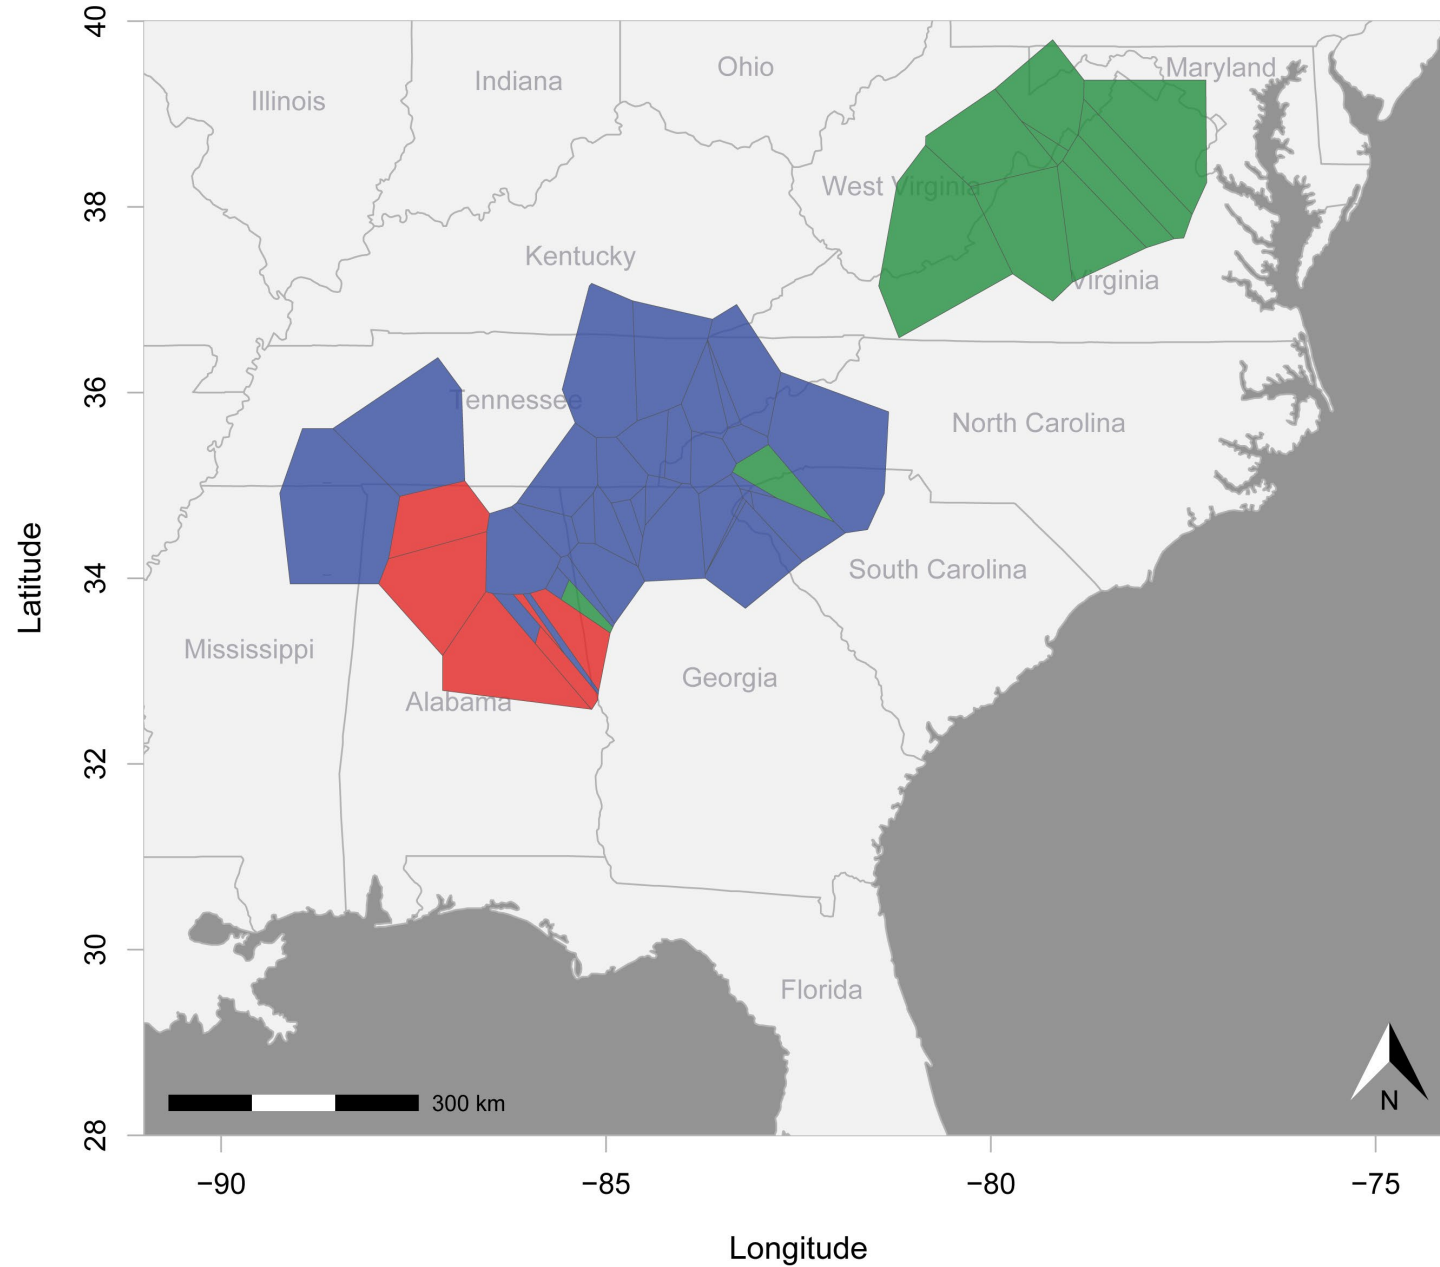 40
Maryland
Ohio
Indiana
Illinois
West Virginia
38
Kentucky
Virginia
36
Tennessee
North Carolina
South Carolina
34
Latitude
Mississippi
Georgia
Alabama
32
30
Florida
300 km
N
28
−90
−85
−80
−75
Longitude